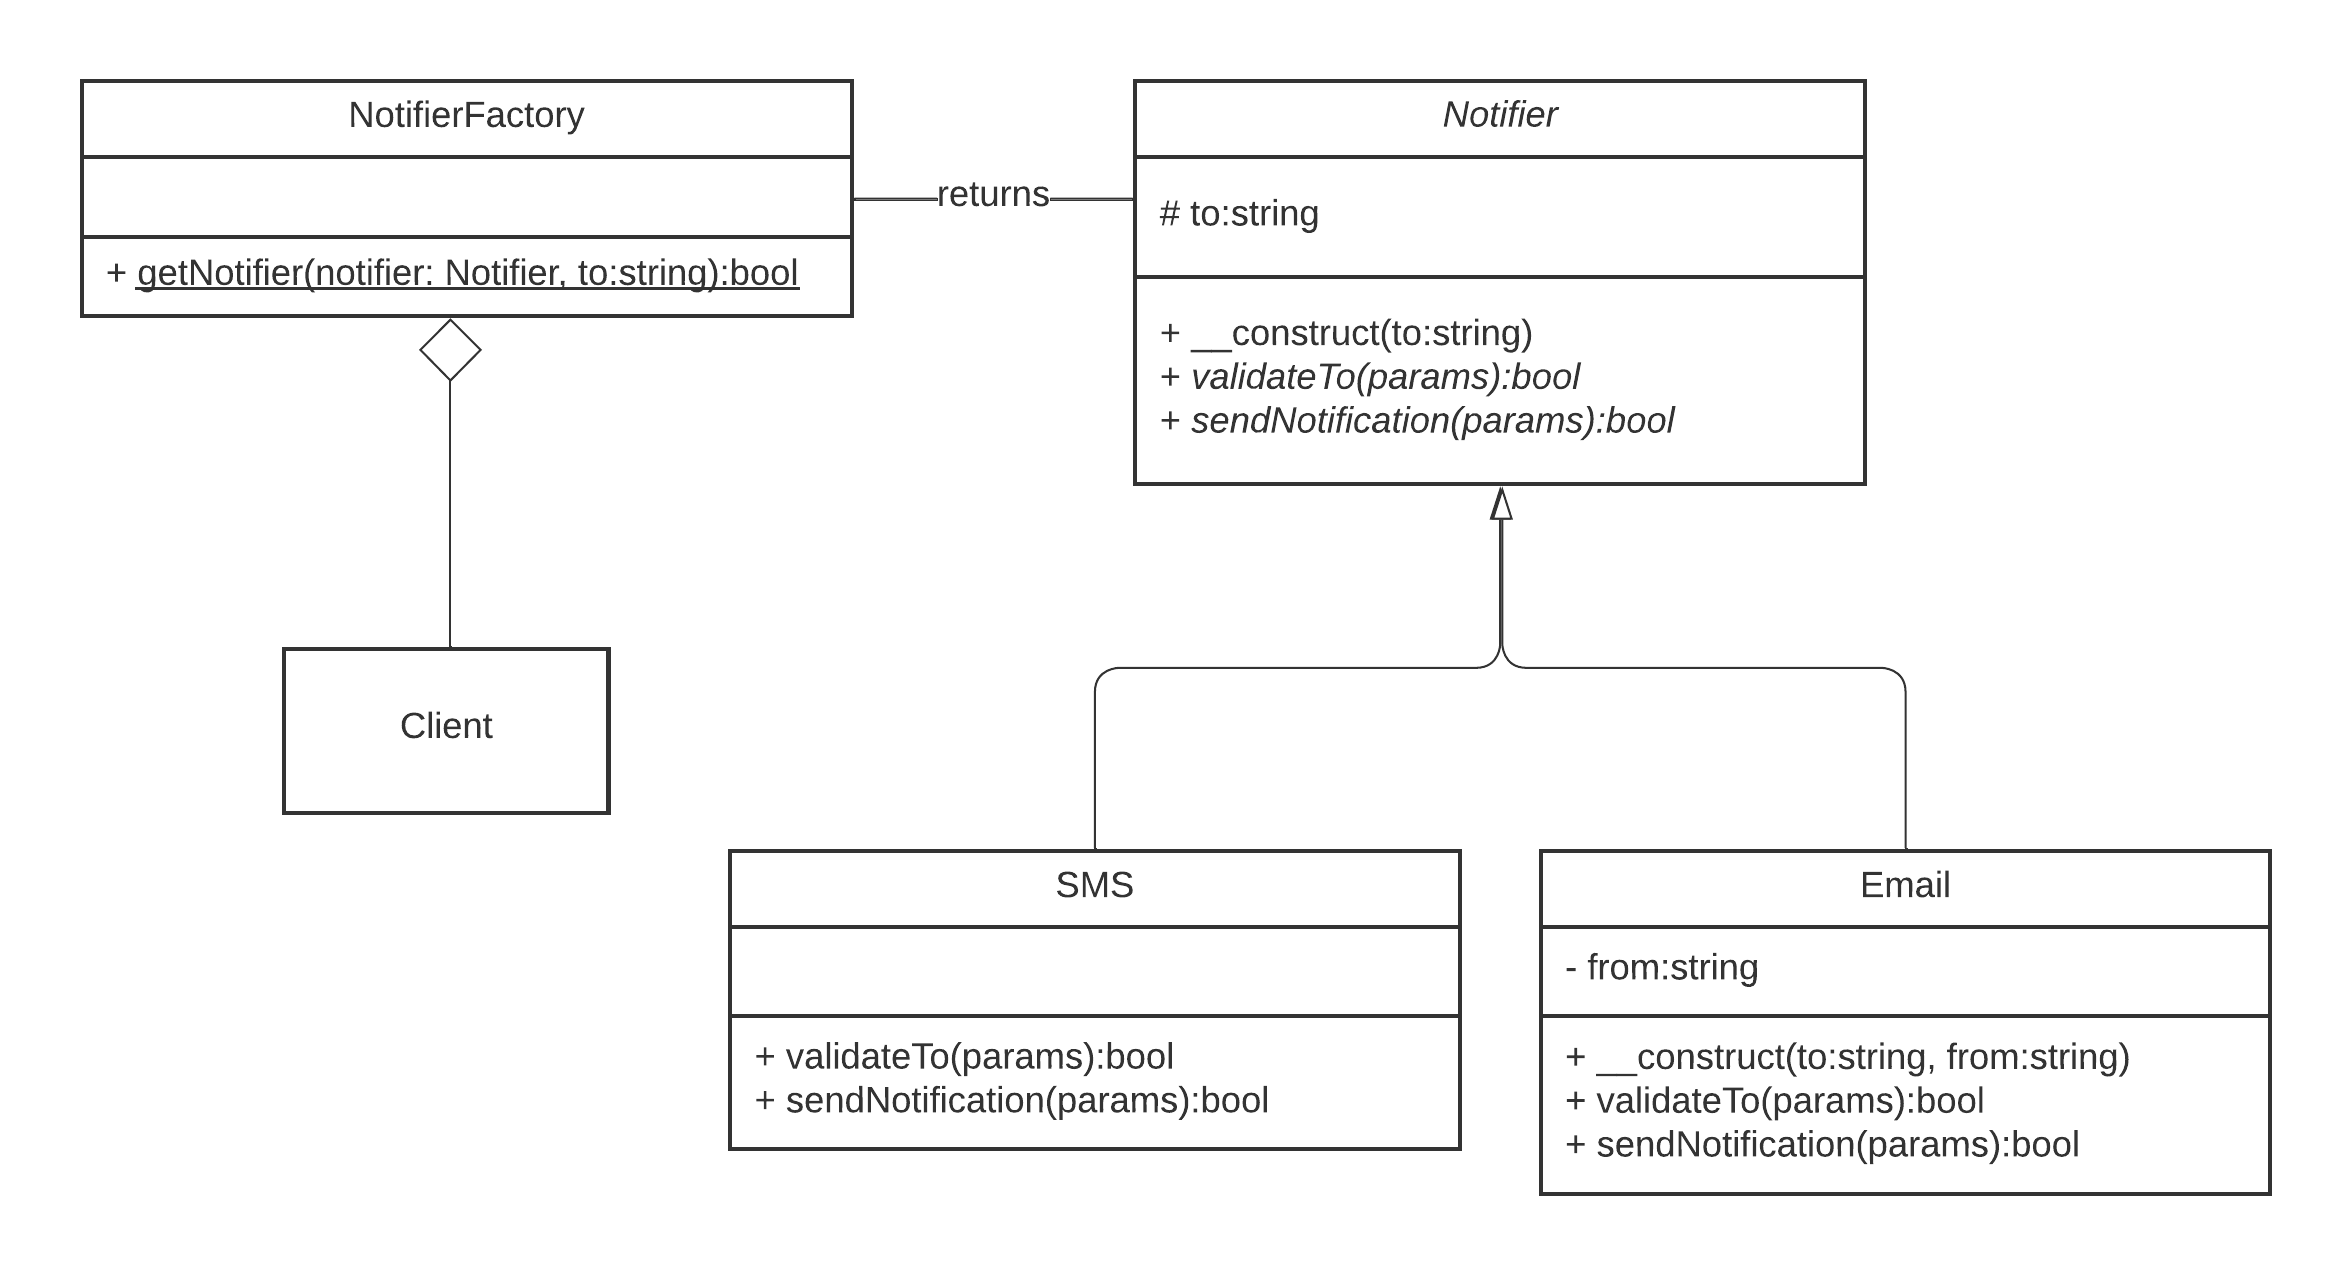 NotifierFactory
+ getNotifier(notifier: Notifier, to:string):bool
returns
Notifier
# to:string
+ __construct(to:string)
+ validateTo(params):bool
+ sendNotification(params):bool
Client
SMS
+ validateTo(params):bool
+ sendNotification(params):bool
Email
- from:string
+ __construct(to:string, from:string)
+ validateTo(params):bool
+ sendNotification(params):bool